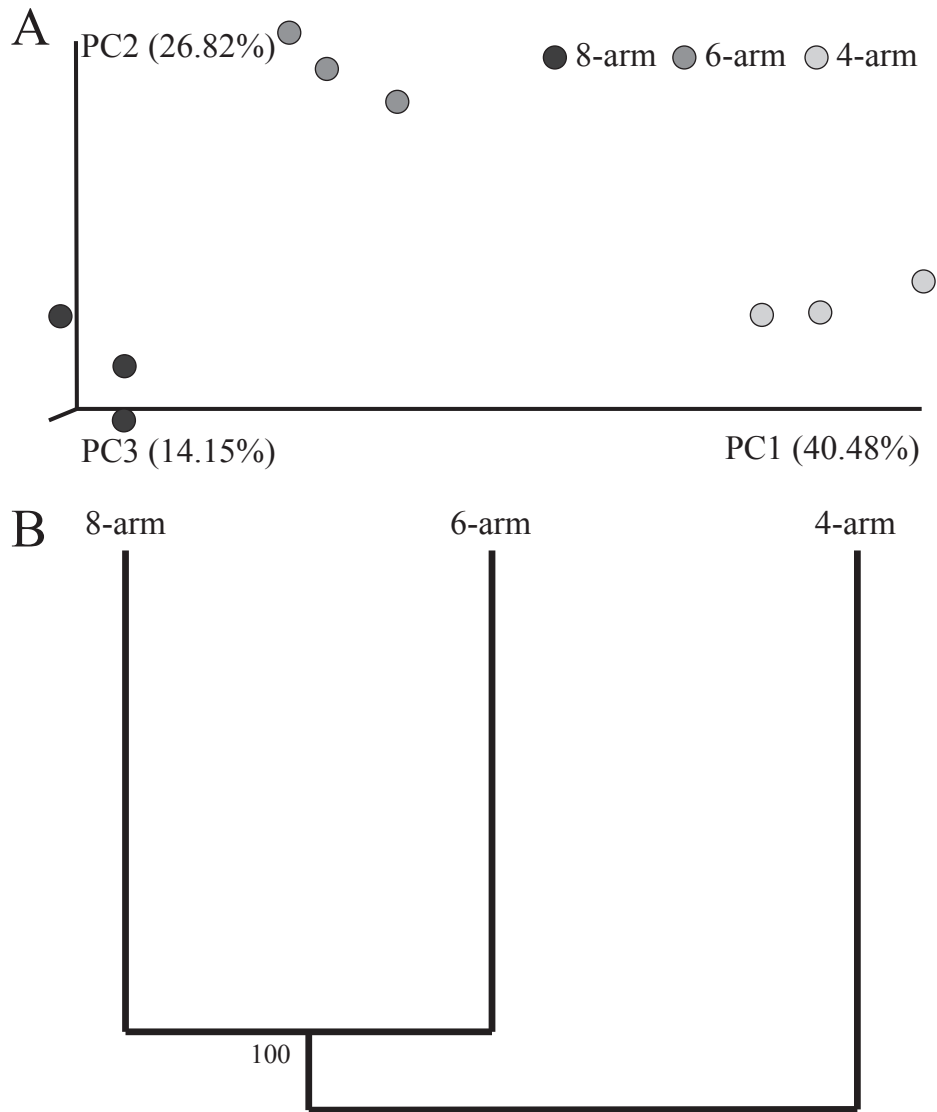 A
PC2 (26.82%)
8-arm 6-arm 4-arm
PC3 (14.15%)
PC1 (40.48%)
B
8-arm 6-arm 4-arm
100